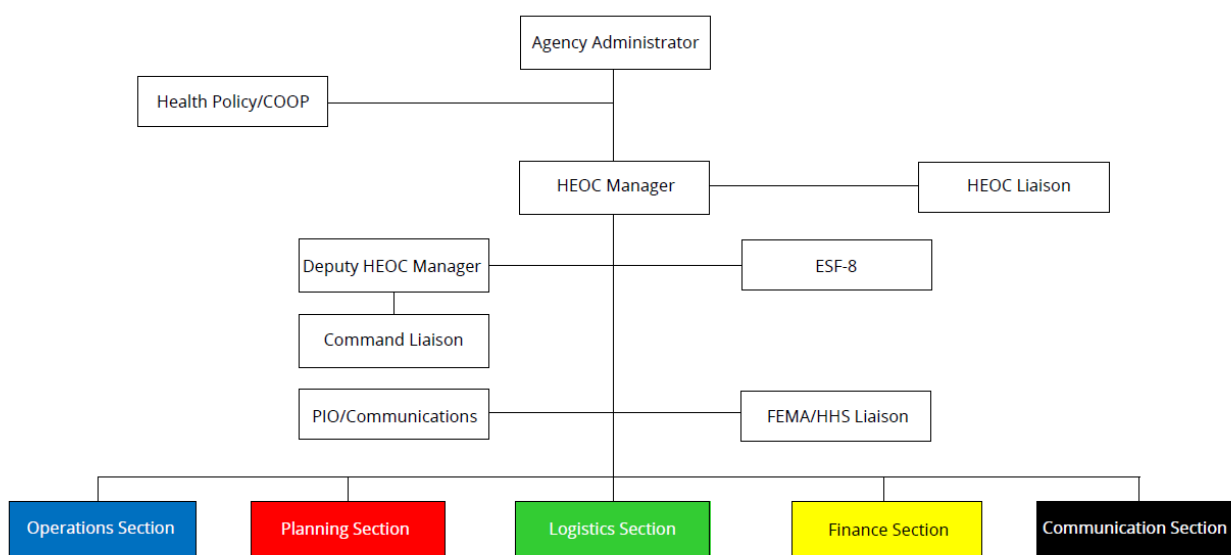 Agency Administrator
Health Policy/COOP
HEOC Manager
HEOC Liaison
Deputy HEOC Manager
ESF-8
Command Liaison
PIO/Communications
FEMA/HHS Liaison
Operations Section
Planning Section
Logistics Section
Finance Section
Communication Section